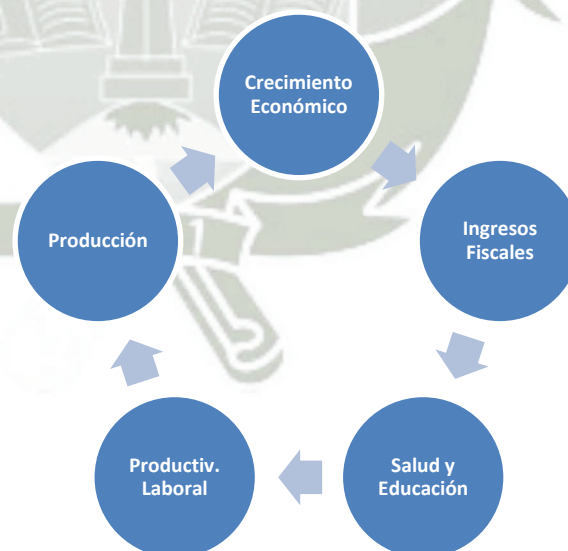 Crecimiento
Económico
Ingresos
Fiscales
Salud y
Educación
Productiv.
Laboral
Producción